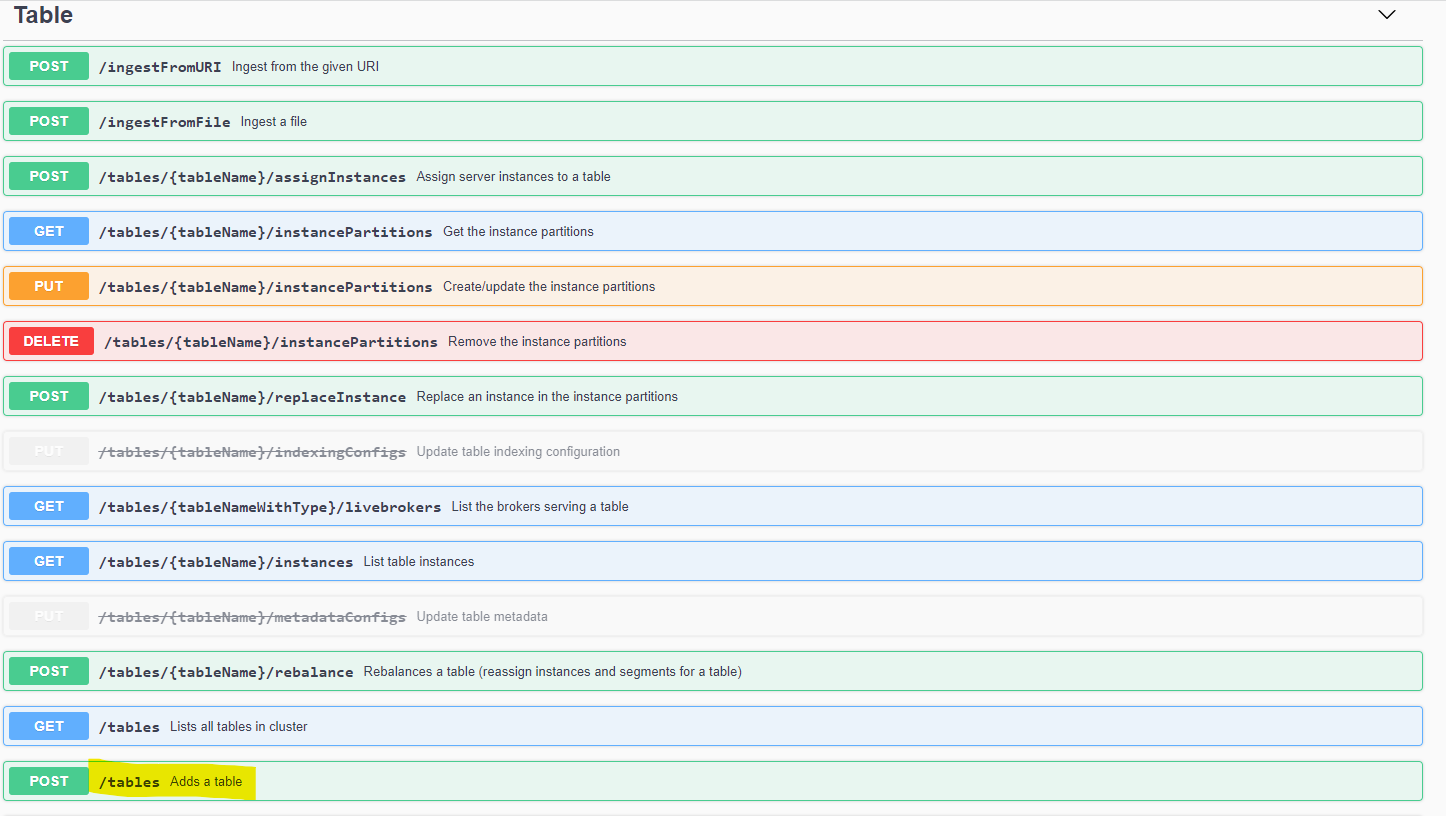 Table
POST /ingestFromURI Ingest from the given URI
POST /ingestFromFile Ingest a file
POST /tables/{tableName}/assignInstances Assign server instances to a table
GET /tables/{tableName}/instancePartitions Get the instance partitions
PUT /tables/{tableName}/instancePartitions Create/update the instance partitions
DELETE /tables/{tableName}/instancePartitions Remove the instance partitions
POST /tables/{tableName}/replaceInstance Replace an instance in the instance partitions
PUT /tables/{tableName}/indexingConfigs Update table indexing configuration
GET /tables/{tableNameWithType}/livebrokers List the brokers serving a table
GET /tables/{tableName}/instances List table instances
PUT /tables/{tableName}/metadataConfigs Update table metadata
POST /tables/{tableName}/rebalance Rebalances a table (reassign instances and segments for a table)
GET /tables Lists all tables in cluster
POST /tables Adds a table